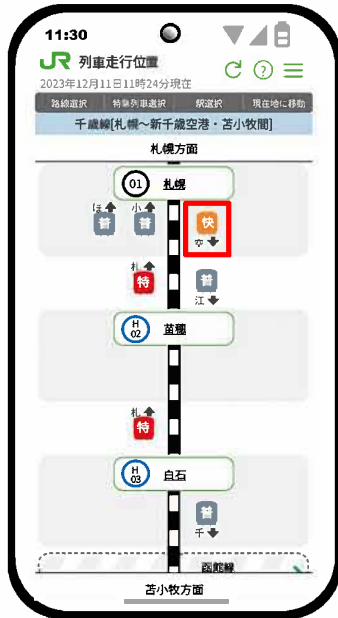 11:30
JR 列車走行位置
2023年12月11日11時24分現在
路線選択 特急列車選択 駅選択 現在地に移動
千歳線[札幌〜新千歳空港・苫小牧間]
札幌方面
01 札幌
ほ 小
普 普 快
空
札
特 普
江
H02 苗穂
札
特
H03 白石
普
千
函館線
苫小牧方面